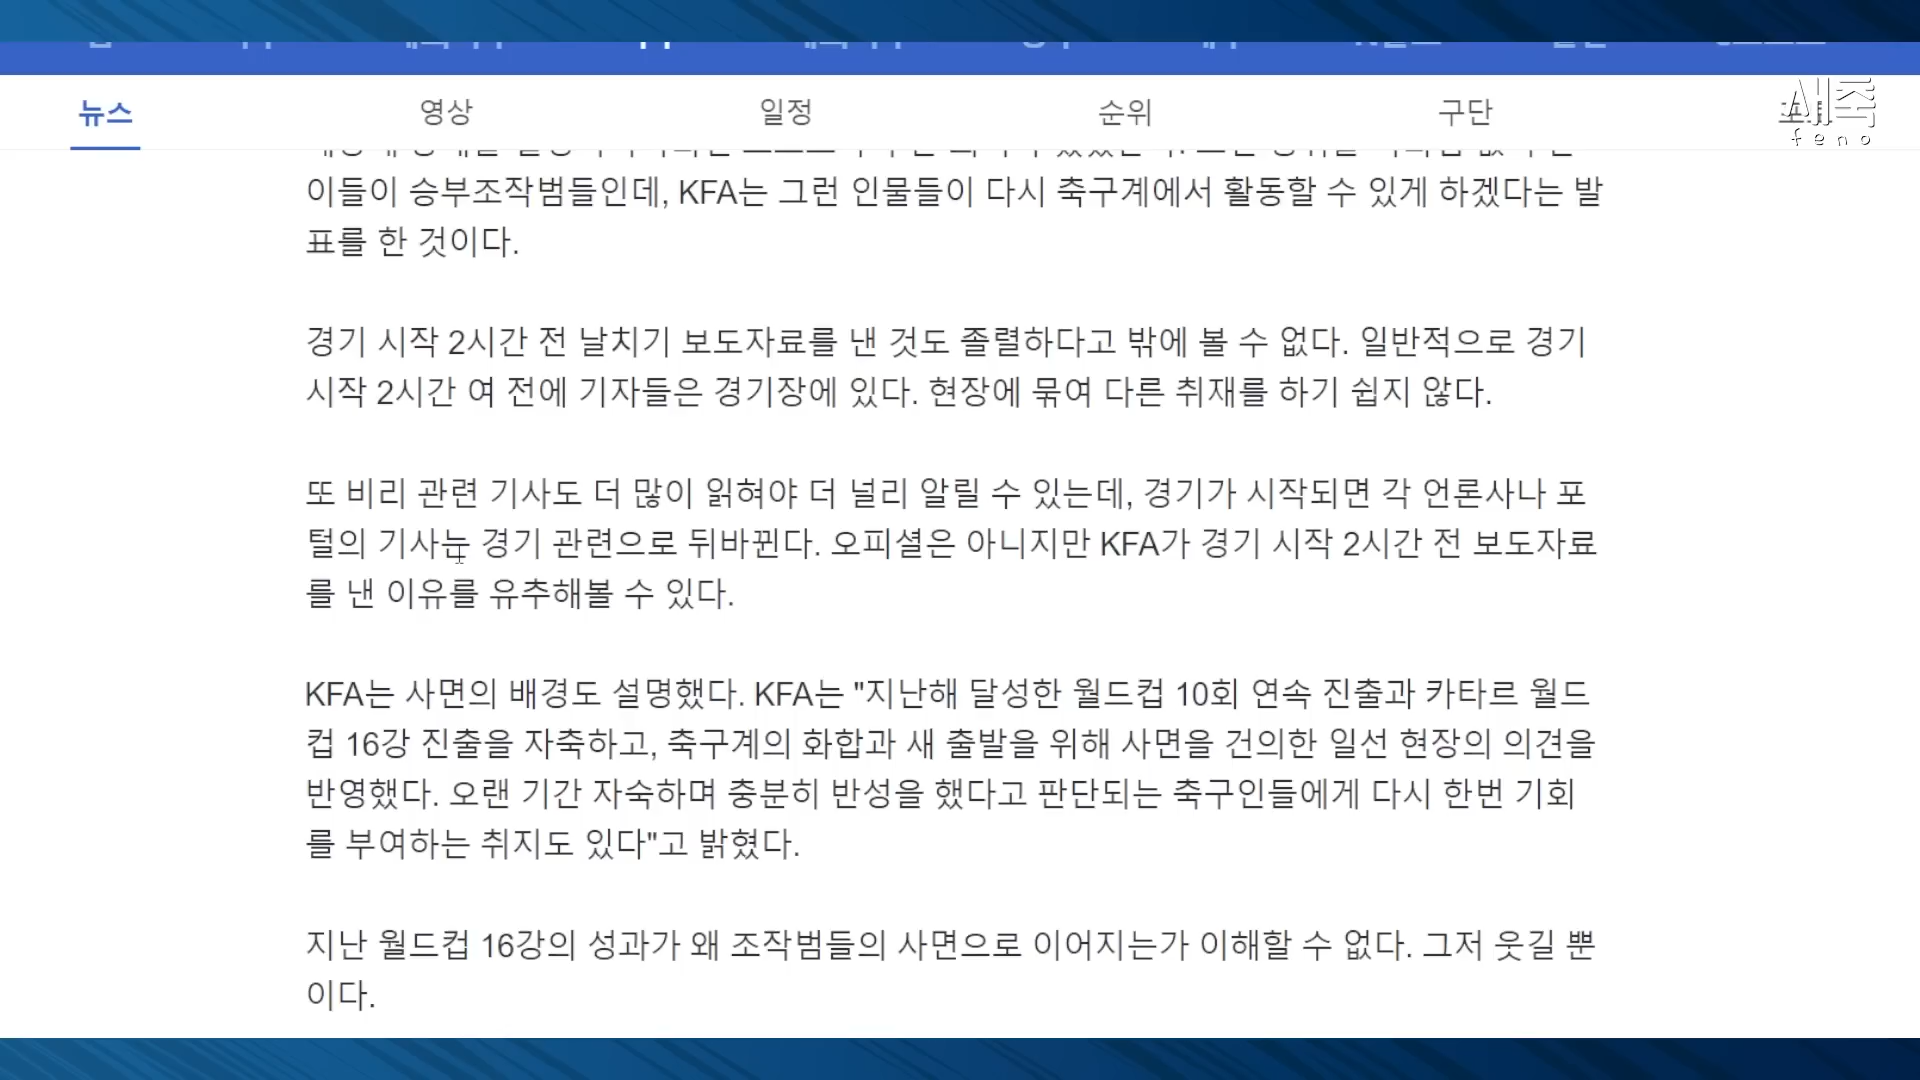 뉴스 영상 일정 순위 구단
새축
feno
이들이 승부조작범들인데, KFA는 그런 인물들이 다시 축구계에서 활동할 수 있게 하겠다는 발
표를 한 것이다.
경기 시작 2시간 전 날치기 보도자료를 낸 것도 졸렬하다고 밖에 볼 수 없다. 일반적으로 경기
시작 2시간 여 전에 기자들은 경기장에 있다. 현장에 묶여 다른 취재를 하기 쉽지 않다.
또 비리 관련 기사도 더 많이 읽혀야 더 널리 알릴 수 있는데, 경기가 시작되면 각 언론사나 포
털의 기사는 경기 관련으로 뒤바뀐다. 오피셜은 아니지만 KFA가 경기 시작 2시간 전 보도자료
를 낸 이유를 유추해볼 수 있다.
KFA는 사면의 배경도 설명했다. KFA는 "지난해 달성한 월드컵 10회 연속 진출과 카타르 월드
컵 16강 진출을 자축하고, 축구계의 화합과 새 출발을 위해 사면을 건의한 일선 현장의 의견을
반영했다. 오랜 기간 자숙하며 충분히 반성을 했다고 판단되는 축구인들에게 다시 한번 기회
를 부여하는 취지도 있다"고 밝혔다.
지난 월드컵 16강의 성과가 왜 조작범들의 사면으로 이어지는가 이해할 수 없다. 그저 웃길 뿐
이다.